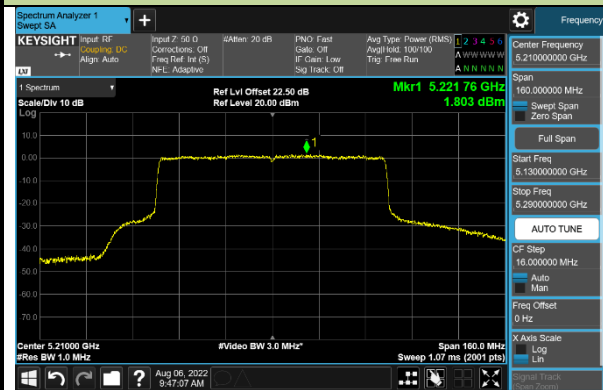 Spectrum Analyzer 1
Swept SA
Frequency
KEYSIGHT
Input: RF
Coupling: DC
Align: Auto
Input Z: 50 Ω
Corrections: Off
Freq Ref: Int (S)
NFE: Adaptive
#Atten: 20 dB
PNO: Fast
Gate: Off
IF Gain: Low
Sig Track: Off
Avg Type: Power (RMS)
Avg|Hold: 100/100
Trig: Free Run
1 2 3 4 5 6
A W W W W W
A N N N N N
LXI
1 Spectrum
Scale/Div 10 dB
Log
Ref Lvl Offset 22.50 dB
Ref Level 20.00 dBm
Mkr1 5.221 76 GHz
1.803 dBm
1
10.0
0.00
-10.0
-20.0
-30.0
-40.0
-50.0
-60.0
-70.0
Center 5.21000 GHz
#Res BW 1.0 MHz
#Video BW 3.0 MHz*
Span 160.0 MHz
Sweep 1.07 ms (2001 pts)
Aug 06, 2022
9:47:07 AM
Center Frequency
5.210000000 GHz
Span
160.000000 MHz
Swept Span
Zero Span
Full Span
Start Freq
5.130000000 GHz
Stop Freq
5.290000000 GHz
AUTO TUNE
CF Step
16.000000 MHz
Auto
Man
Freq Offset
0 Hz
X Axis Scale
Log
Lin
Signal Track
(Span Zoom)